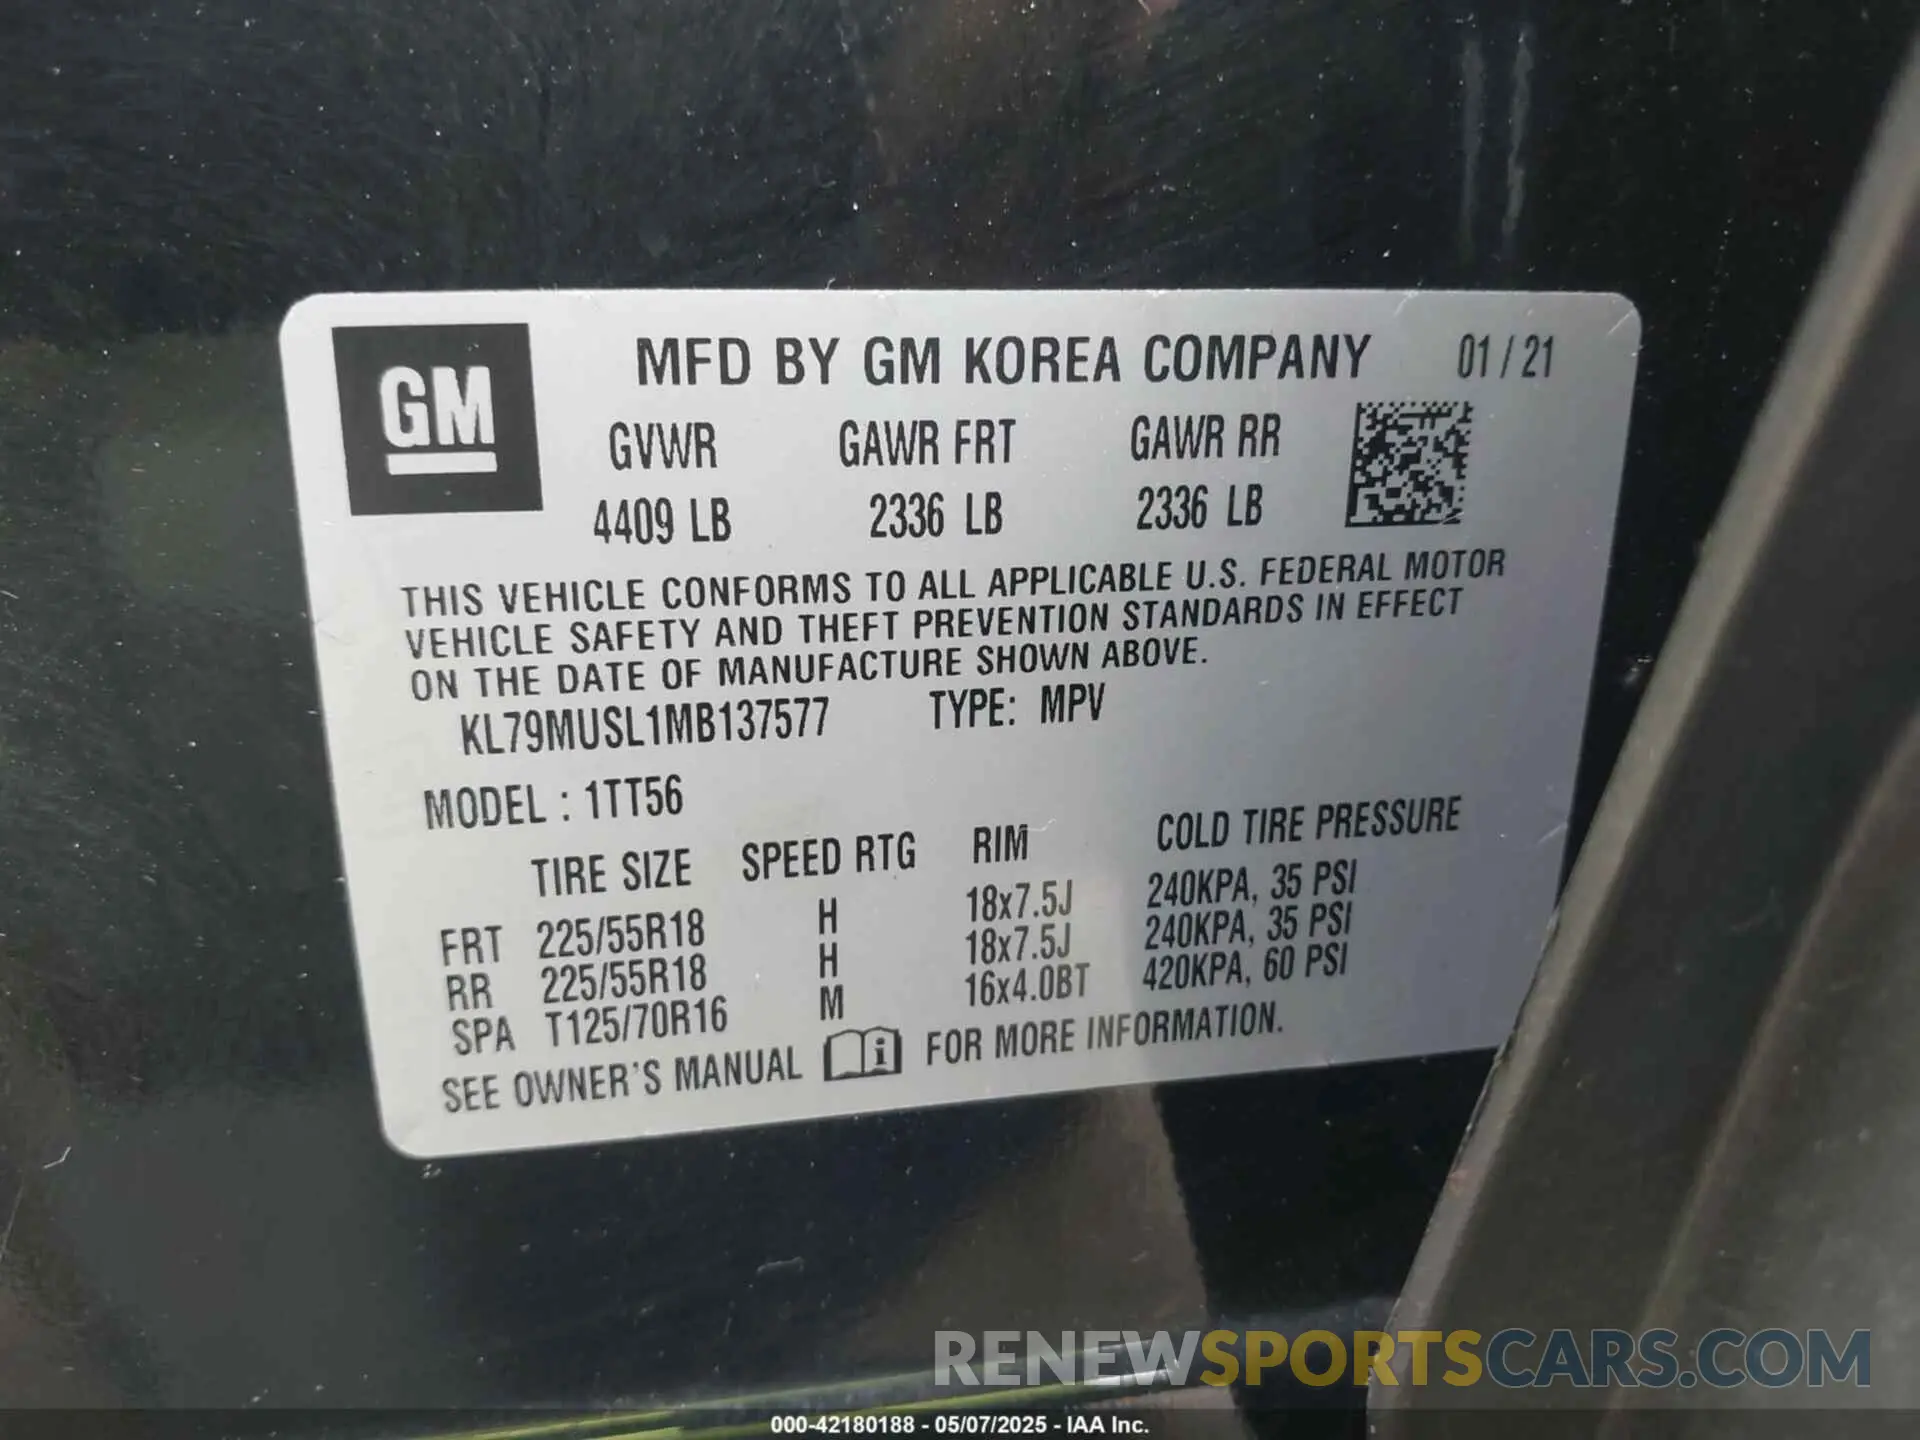 GM
MFD BY GM KOREA COMPANY 01 / 21
GVWR GAWR FRT GAWR RR
4409 LB 2336 LB 2336 LB
THIS VEHICLE CONFORMS TO ALL APPLICABLE U.S. FEDERAL MOTOR
VEHICLE SAFETY AND THEFT PREVENTION STANDARDS IN EFFECT
ON THE DATE OF MANUFACTURE SHOWN ABOVE.
KL79MUSL1MB137577 TYPE: MPV
MODEL : 1TT56
TIRE SIZE SPEED RTG RIM COLD TIRE PRESSURE
FRT 225/55R18 H 18x7.5J 240KPA, 35 PSI
RR 225/55R18 H 18x7.5J 240KPA, 35 PSI
SPA T125/70R16 M 16x4.0BT 420KPA, 60 PSI
SEE OWNER'S MANUAL i FOR MORE INFORMATION.
RENEWSPORTSCARS.COM
000-42180188 - 05/07/2025 - IAA Inc.